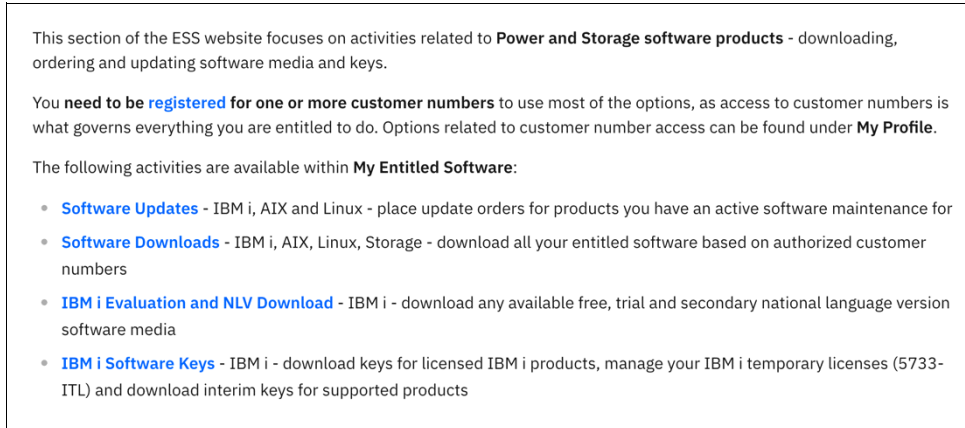 This section of the ESS website focuses on activities related to Power and Storage software products - downloading,
ordering and updating software media and keys.
You need to be registered for one or more customer numbers to use most of the options, as access to customer numbers is
what governs everything you are entitled to do. Options related to customer number access can be found under My Profile.
The following activities are available within My Entitled Software:
• Software Updates - IBM i, AIX and Linux - place update orders for products you have an active software maintenance for
• Software Downloads - IBM i, AIX, Linux, Storage - download all your entitled software based on authorized customer
numbers
• IBM i Evaluation and NLV Download - IBM i - download any available free, trial and secondary national language version
software media
• IBM i Software Keys - IBM i - download keys for licensed IBM i products, manage your IBM i temporary licenses (5733-
ITL) and download interim keys for supported products